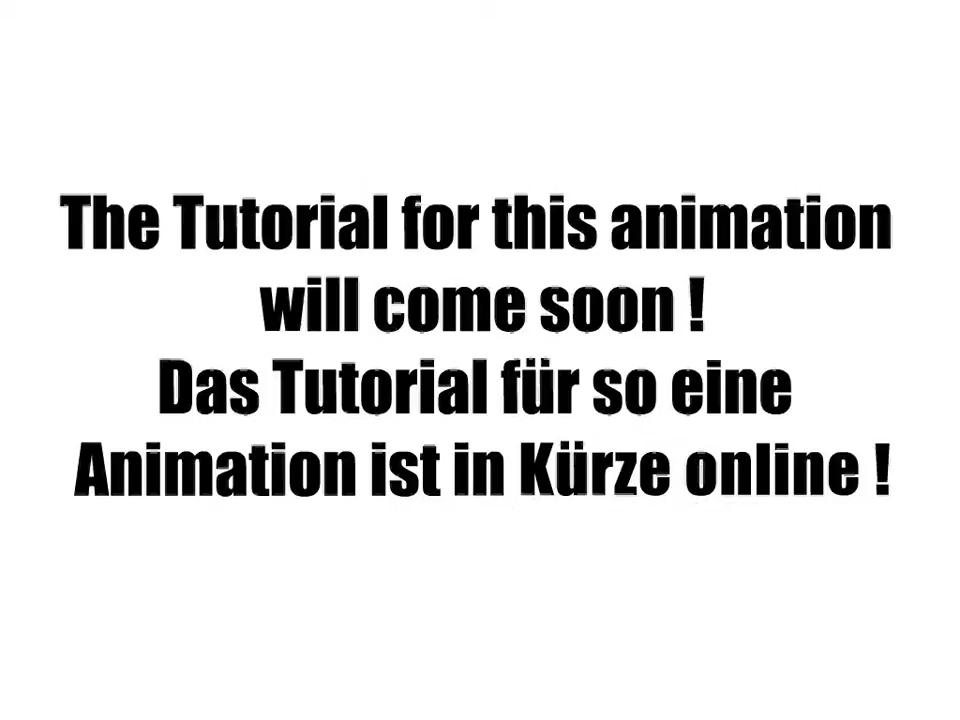 The Tutorial for this animation
will come soon !
Das Tutorial für so eine
Animation ist in Kürze online !